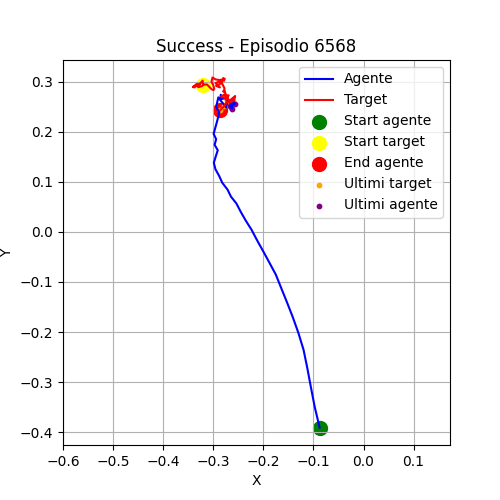 Success - Episodio 6568
Agente
Target
Start agente
Start target
End agente
Ultimi target
Ultimi agente
0.3
0.2
0.1
0.0
−0.1
−0.2
−0.3
−0.4
Y
−0.6
−0.5
−0.4
−0.3
−0.2
−0.1
0.0
0.1
X